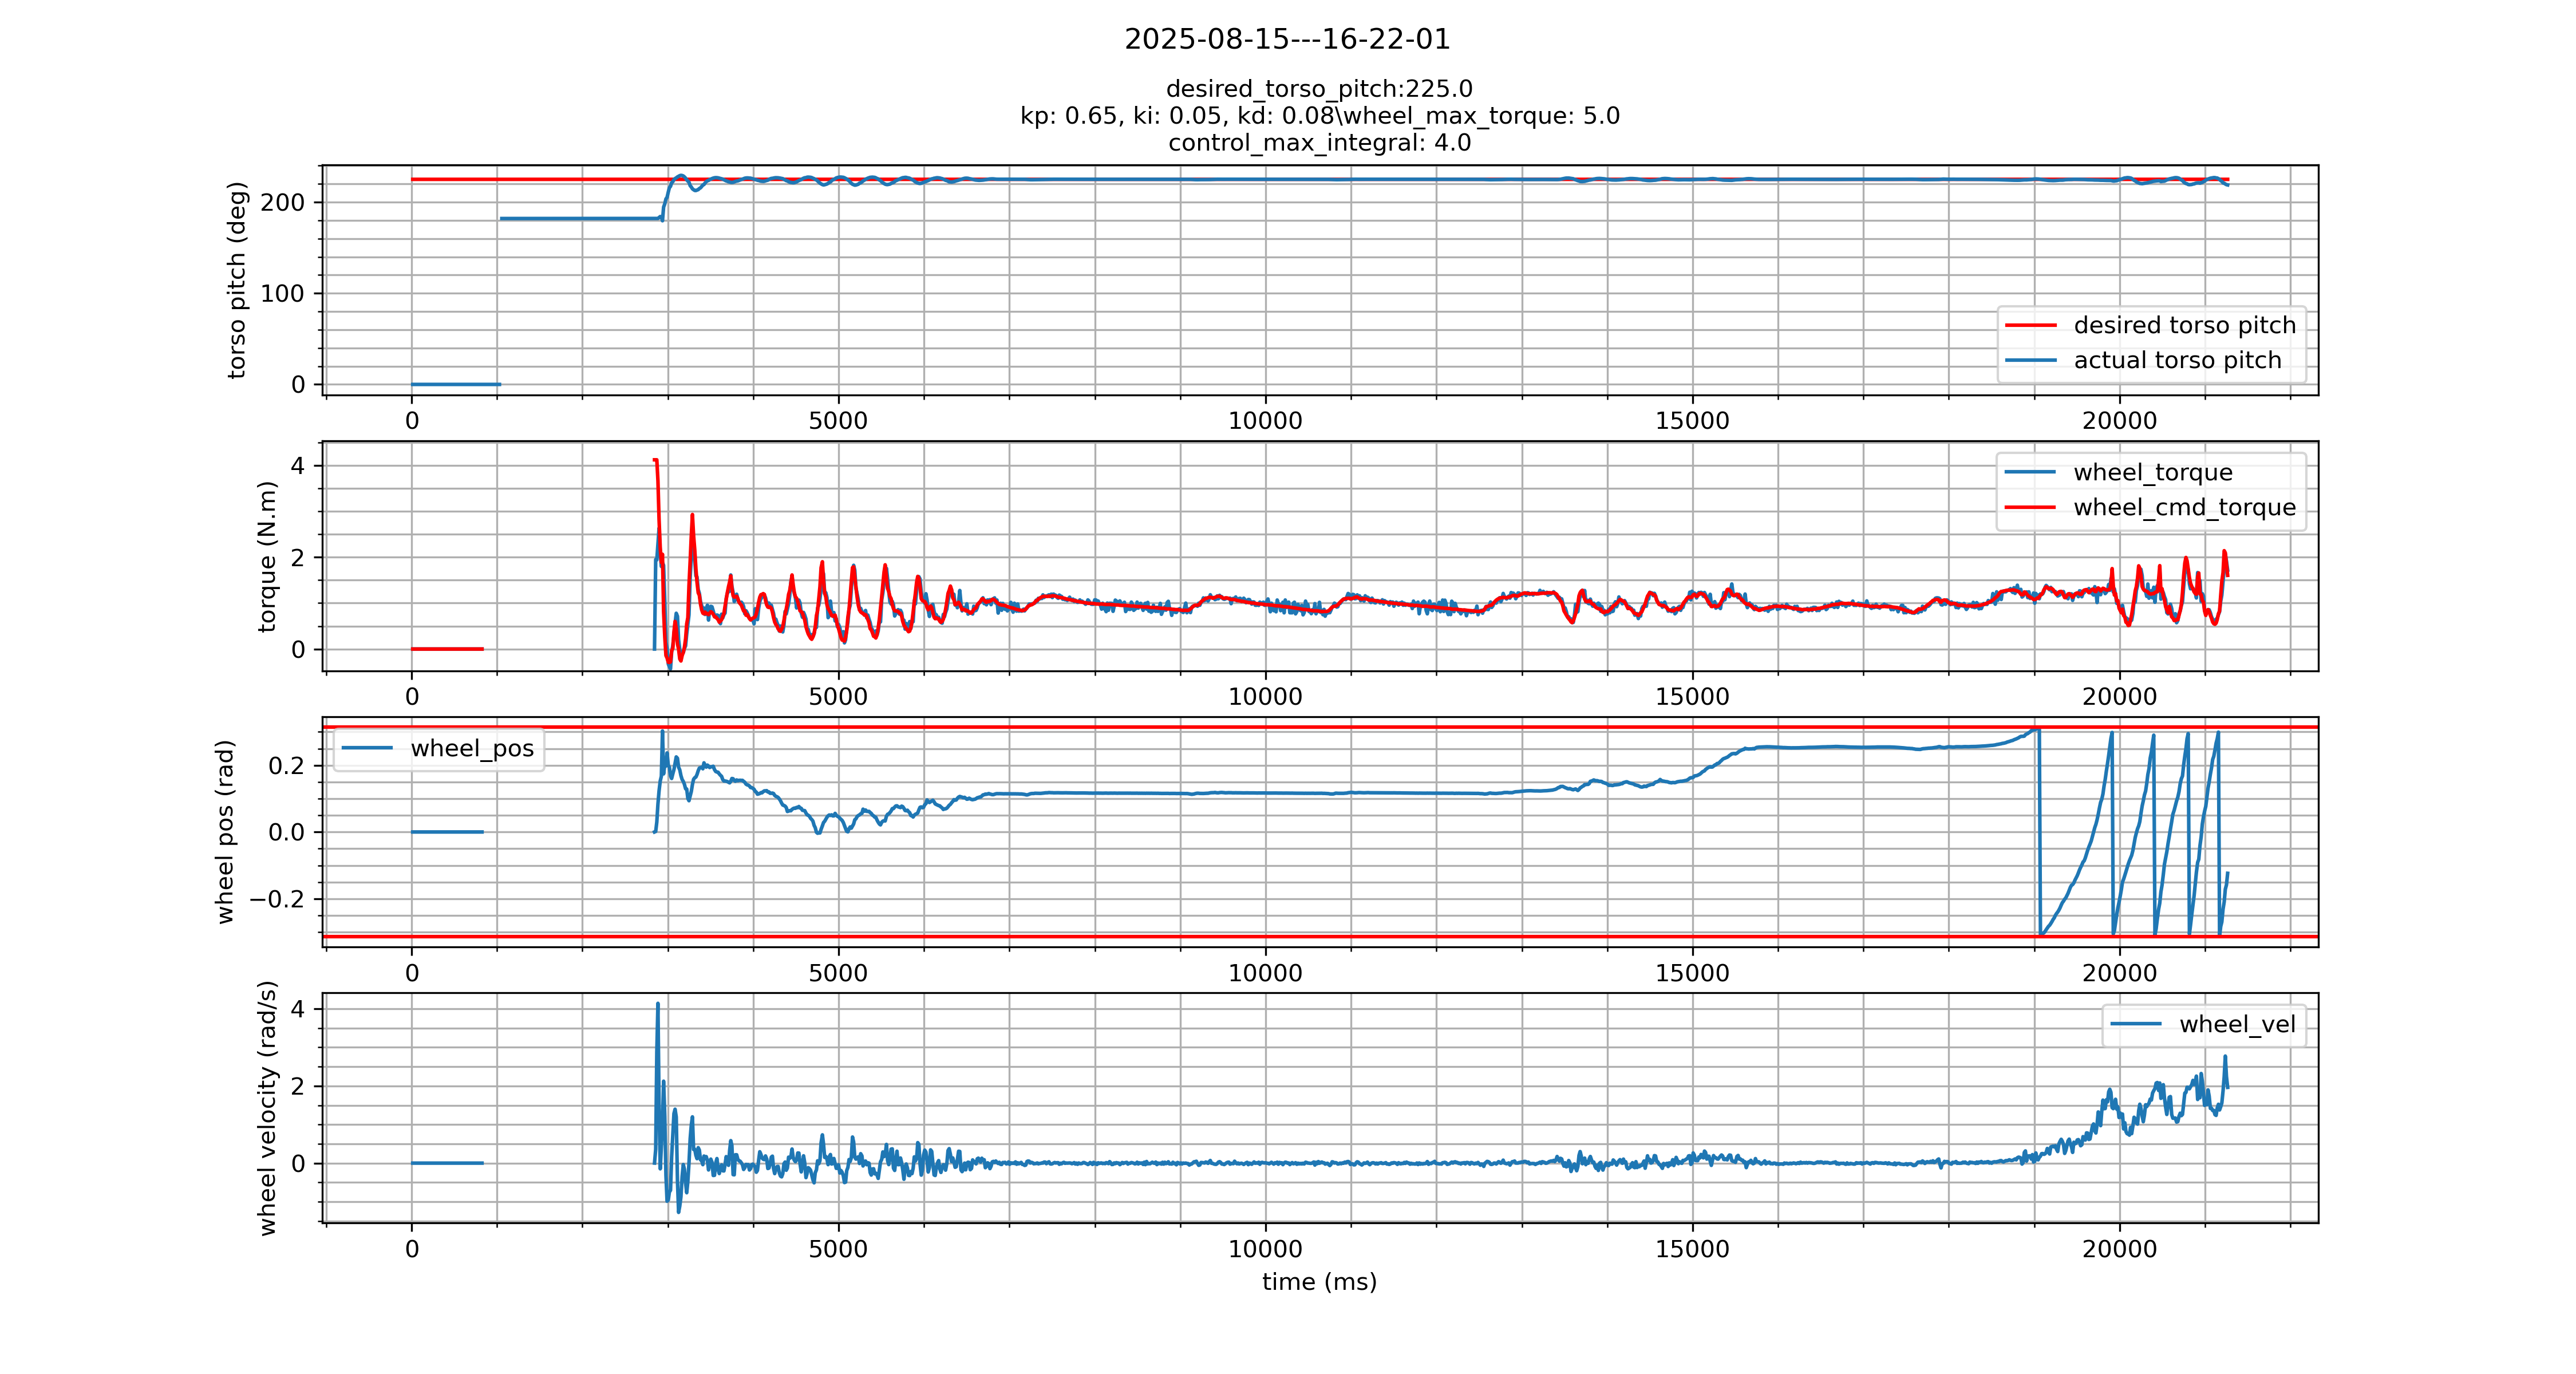 2025-08-15---16-22-01
desired_torso_pitch:225.0
kp: 0.65, ki: 0.05, kd: 0.08\wheel_max_torque: 5.0
control_max_integral: 4.0
torso pitch (deg)
200
100
0
desired torso pitch
actual torso pitch
0 5000 10000 15000 20000
torque (N.m)
4
2
0
wheel_torque
wheel_cmd_torque
0 5000 10000 15000 20000
wheel pos (rad)
0.2
0.0
−0.2
wheel_pos
0 5000 10000 15000 20000
wheel velocity (rad/s)
4
2
0
wheel_vel
0 5000 10000 15000 20000
time (ms)